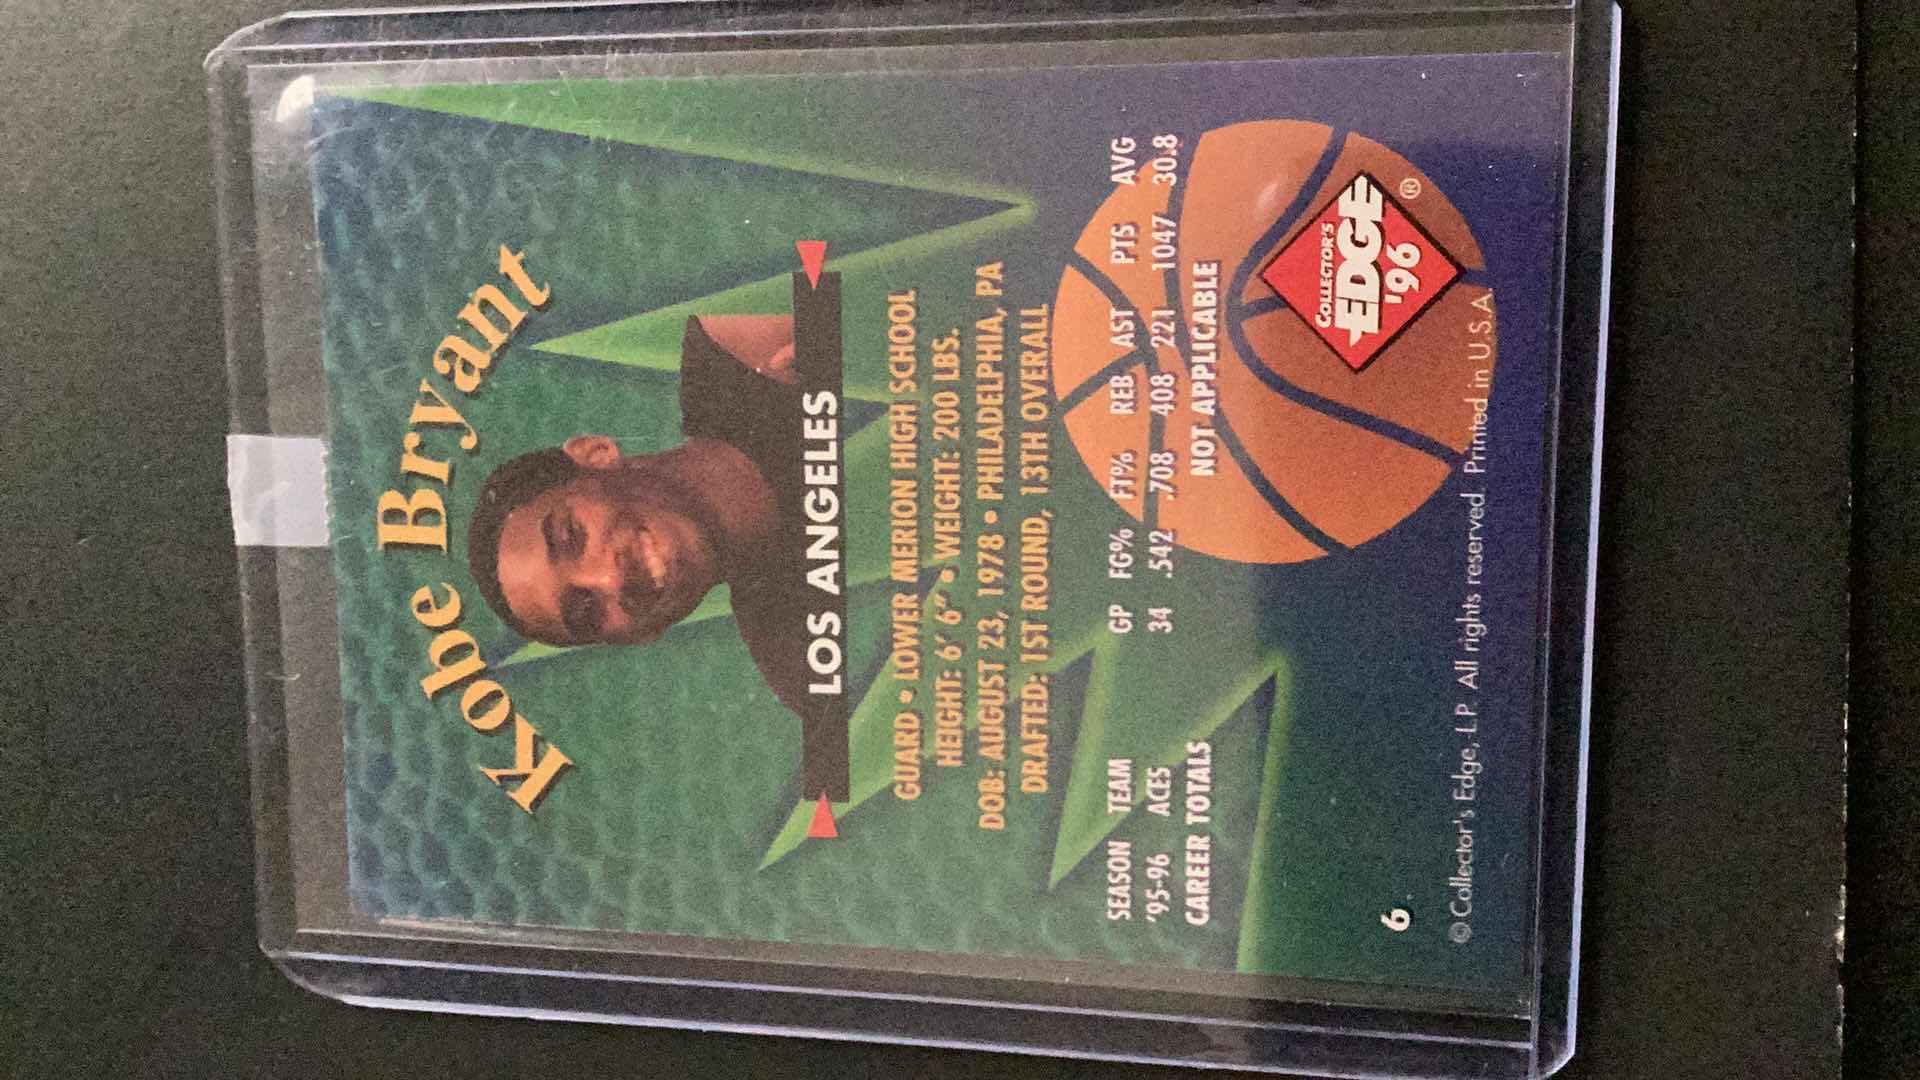 Kobe Bryant
LOS ANGELES
GUARD • LOWER MERION HIGH SCHOOL
HEIGHT: 6' 6" • WEIGHT: 200 LBS.
DOB: AUGUST 23, 1978 • PHILADELPHIA, PA
DRAFTED: 1ST ROUND, 13TH OVERALL
SEASON TEAM GP FG% FT% REB AST PTS AVG
'95-96 ACES 34 .542 .708 408 221 1047 30.8
CAREER TOTALS NOT APPLICABLE
COLLECTOR'S
EDGE
'96
®
6
© Collector's Edge, L.P. All rights reserved. Printed in U.S.A.